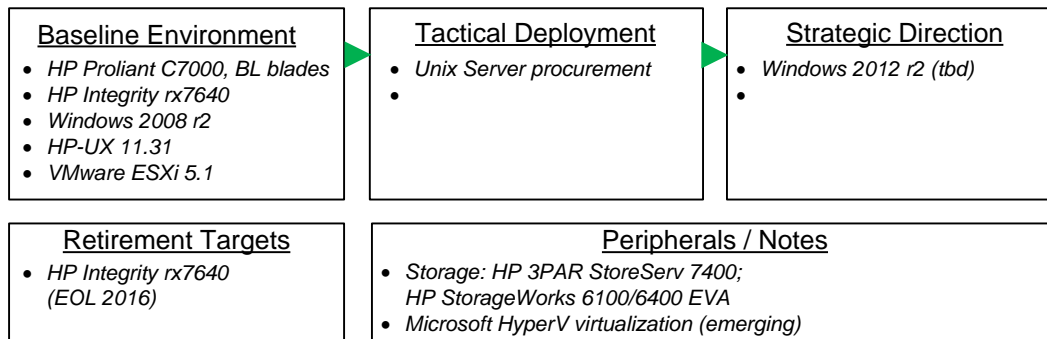 Baseline Environment
• HP Proliant C7000, BL blades
• HP Integrity rx7640
• Windows 2008 r2
• HP-UX 11.31
• VMware ESXi 5.1
Tactical Deployment
• Unix Server procurement
•
Strategic Direction
• Windows 2012 r2 (tbd)
•
Retirement Targets
• HP Integrity rx7640
(EOL 2016)
Peripherals / Notes
• Storage: HP 3PAR StoreServ 7400;
HP StorageWorks 6100/6400 EVA
• Microsoft HyperV virtualization (emerging)